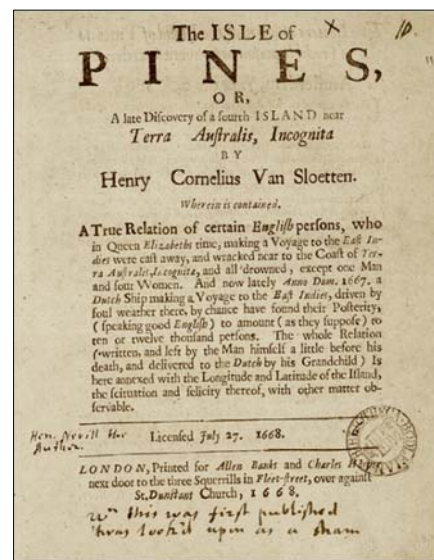 The ISLE of
X
10
PINES,
OR,
A late Difcovery of a fourth ISLAND near
Terra Auſtralis, Incognita
BY
Henry Cornelius Van Sloetten.
Wherein is contained.
A True Relation of certain Engliſh perſons, who
in Queen Elizabeths time, making a Voyage to the Eaſt In-
dies were caſt away, and wracked near to the Coaſt of Ter-
ra Auſtralis, Incognita, and all drowned, except one Man
and four Women. And now lately Anno Dom. 1667. a
Dutch Ship making a Voyage to the Eaſt Indies, driven by
foul weather there, by chance have found their Poſterity,
(ſpeaking good Engliſh) to amount (as they ſuppoſe) to
ten or twelve thouſand perſons. The whole Relation
(written, and left by the Man himſelf a little before his
death, and delivered to the Dutch by his Grandchild) Is
here annexed with the Longitude and Latitude of the Iſland,
the ſcituation and felicity thereof, with other matter ob-
ſervable.
Hen. Nevill the
Author.
Licenſed July 27. 1668.
LONDON, Printed for Allen Banks and Charles
next door to the three Squerrills in Fleet-ſtreet, over againſt
St. Dunſtans Church, 1668.
wn this was first published
'twas look'd upon as a sham